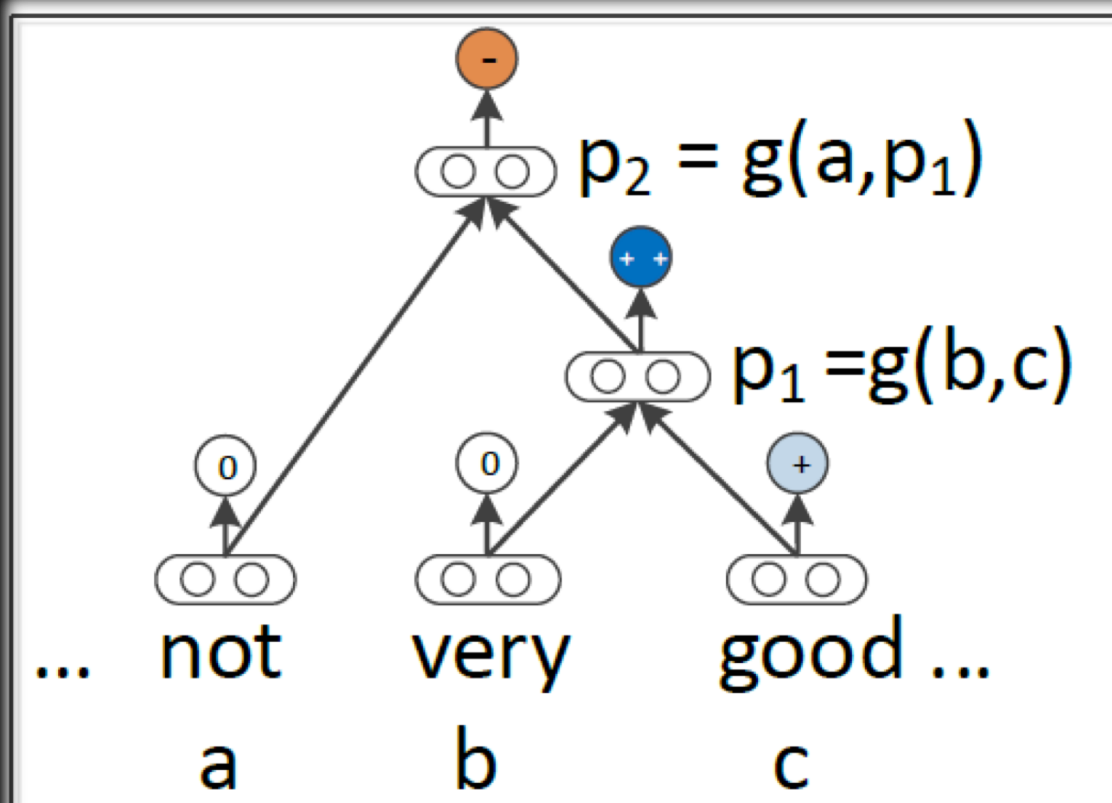 -
p₂ = g(a,p₁)
+ +
p₁ =g(b,c)
0 0 +
... not very good ...
a b c